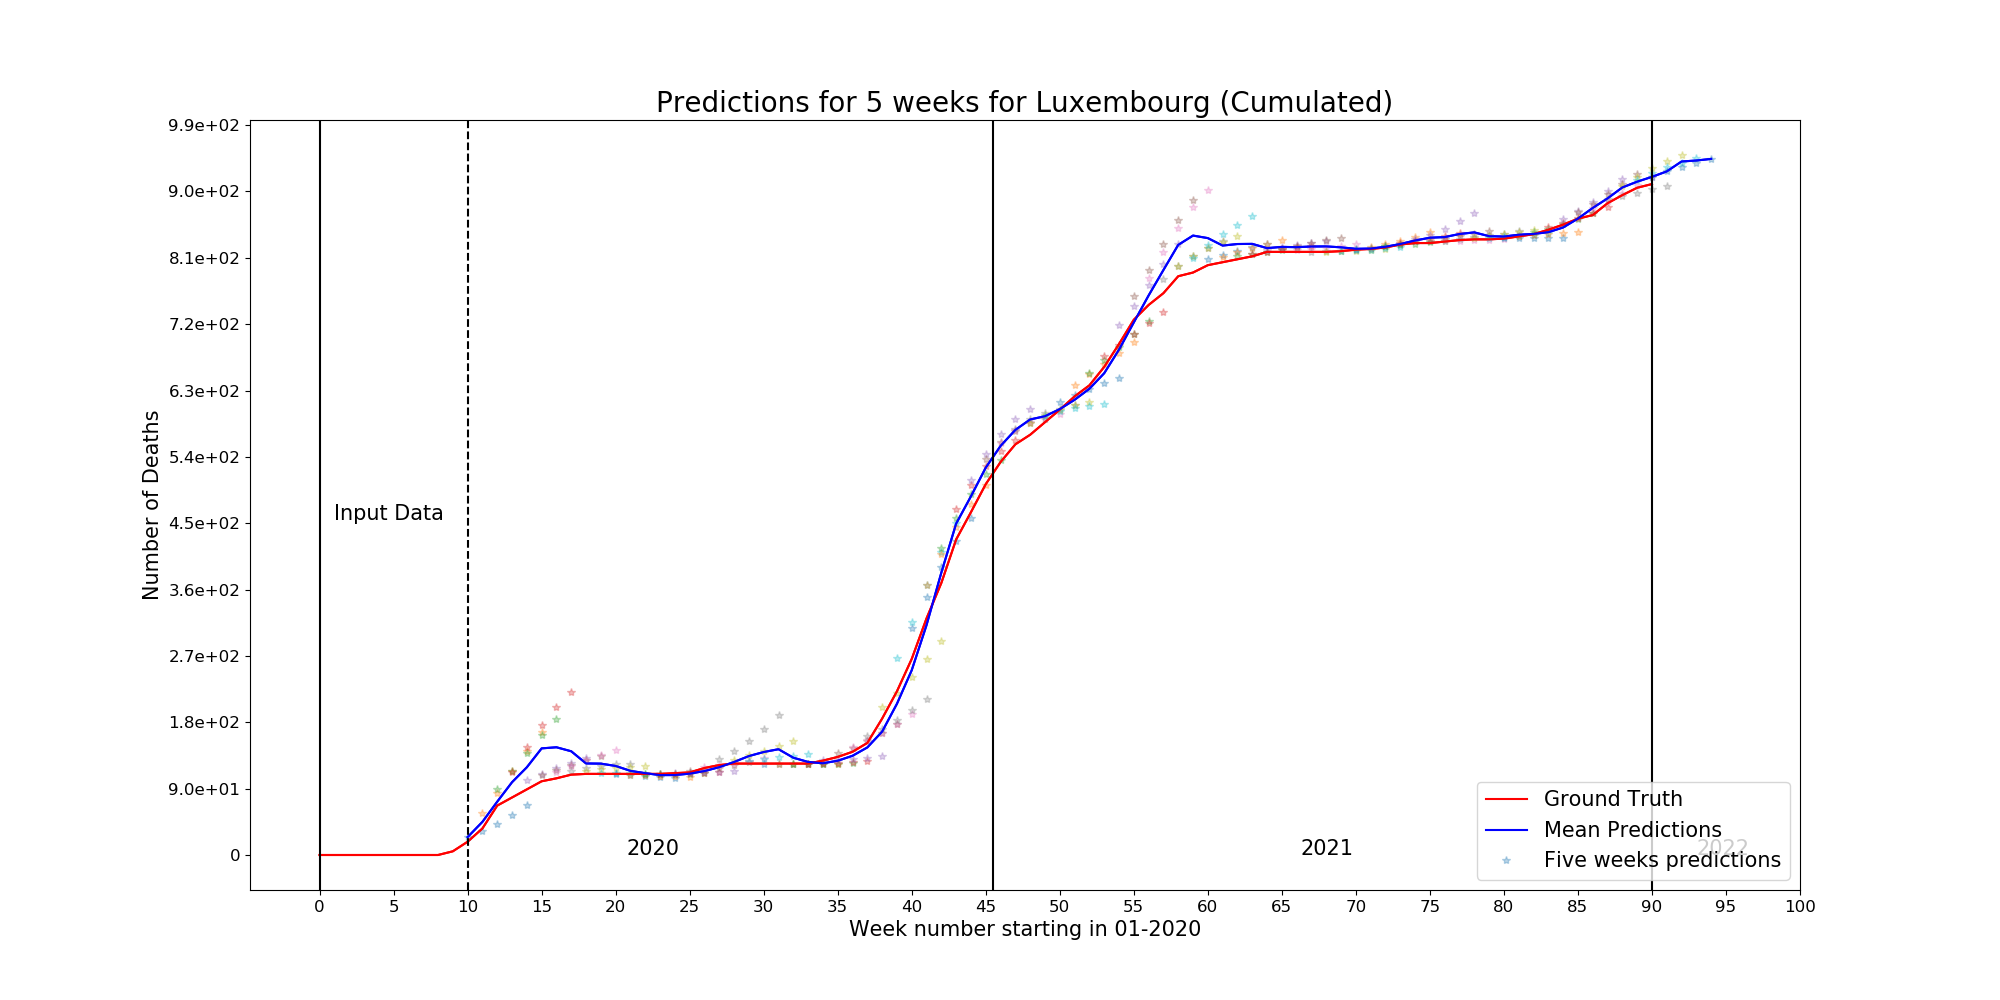 Predictions for 5 weeks for Luxembourg (Cumulated)
9.9e+02
9.0e+02
8.1e+02
7.2e+02
6.3e+02
5.4e+02
4.5e+02
3.6e+02
2.7e+02
1.8e+02
9.0e+01
0
Number of Deaths
Input Data
2020
2021
2022
Ground Truth
Mean Predictions
Five weeks predictions
0 5 10 15 20 25 30 35 40 45 50 55 60 65 70 75 80 85 90 95 100
Week number starting in 01-2020